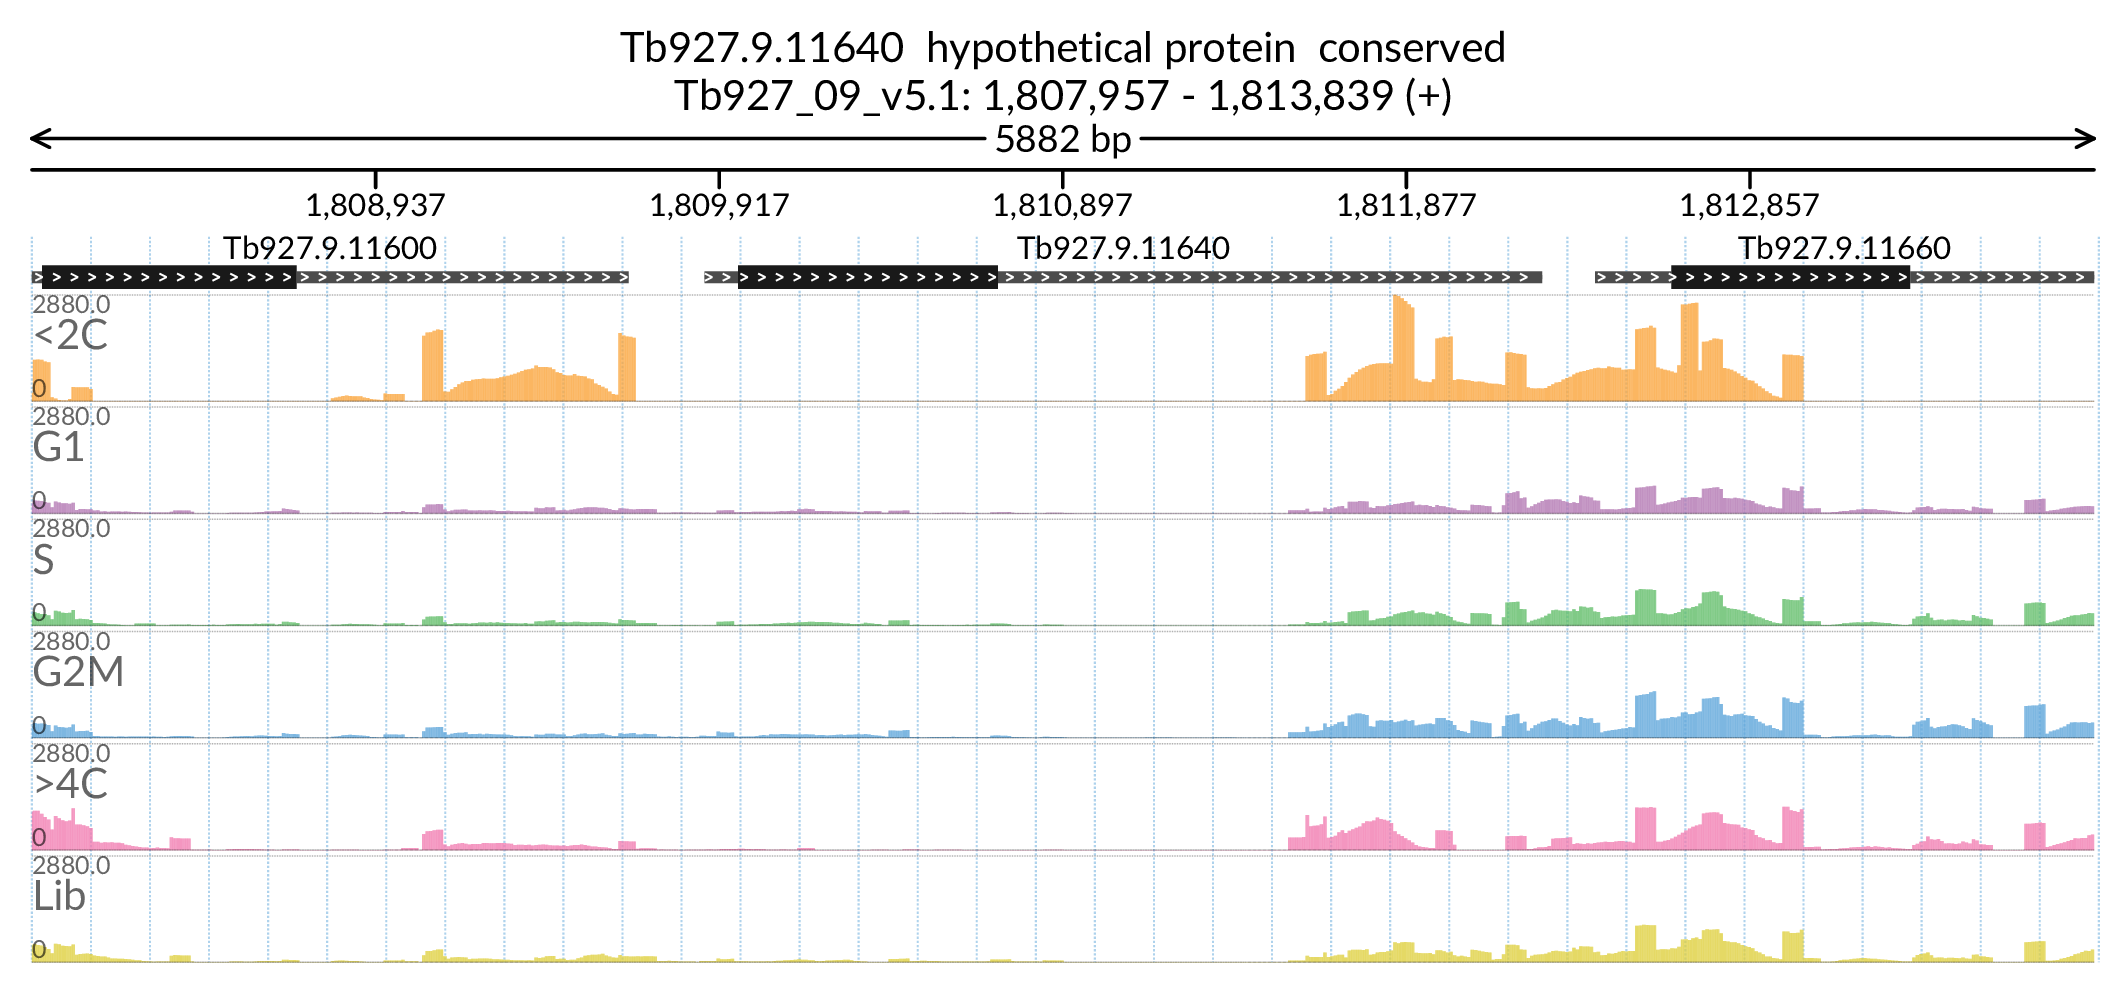 Tb927.9.11640 hypothetical protein conserved
Tb927_09_v5.1: 1,807,957 - 1,813,839 (+)
5882 bp
1,808,937 1,809,917 1,810,897 1,811,877 1,812,857
Tb927.9.11600 Tb927.9.11640 Tb927.9.11660
2880.0
<2C
0
2880.0
G1
0
2880.0
S
0
2880.0
G2M
0
2880.0
>4C
0
2880.0
Lib
0